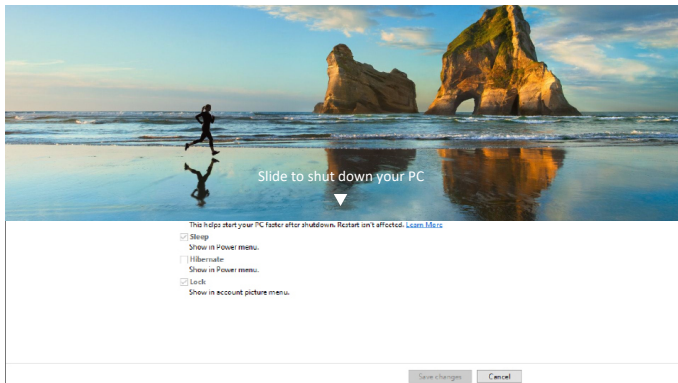 Slide to shut down your PC
This helps start your PC faster after shutdown. Restart isn't affected. Learn More
Sleep
Show in Power menu.
Hibernate
Show in Power menu.
Lock
Show in account picture menu.
Save changes Cancel